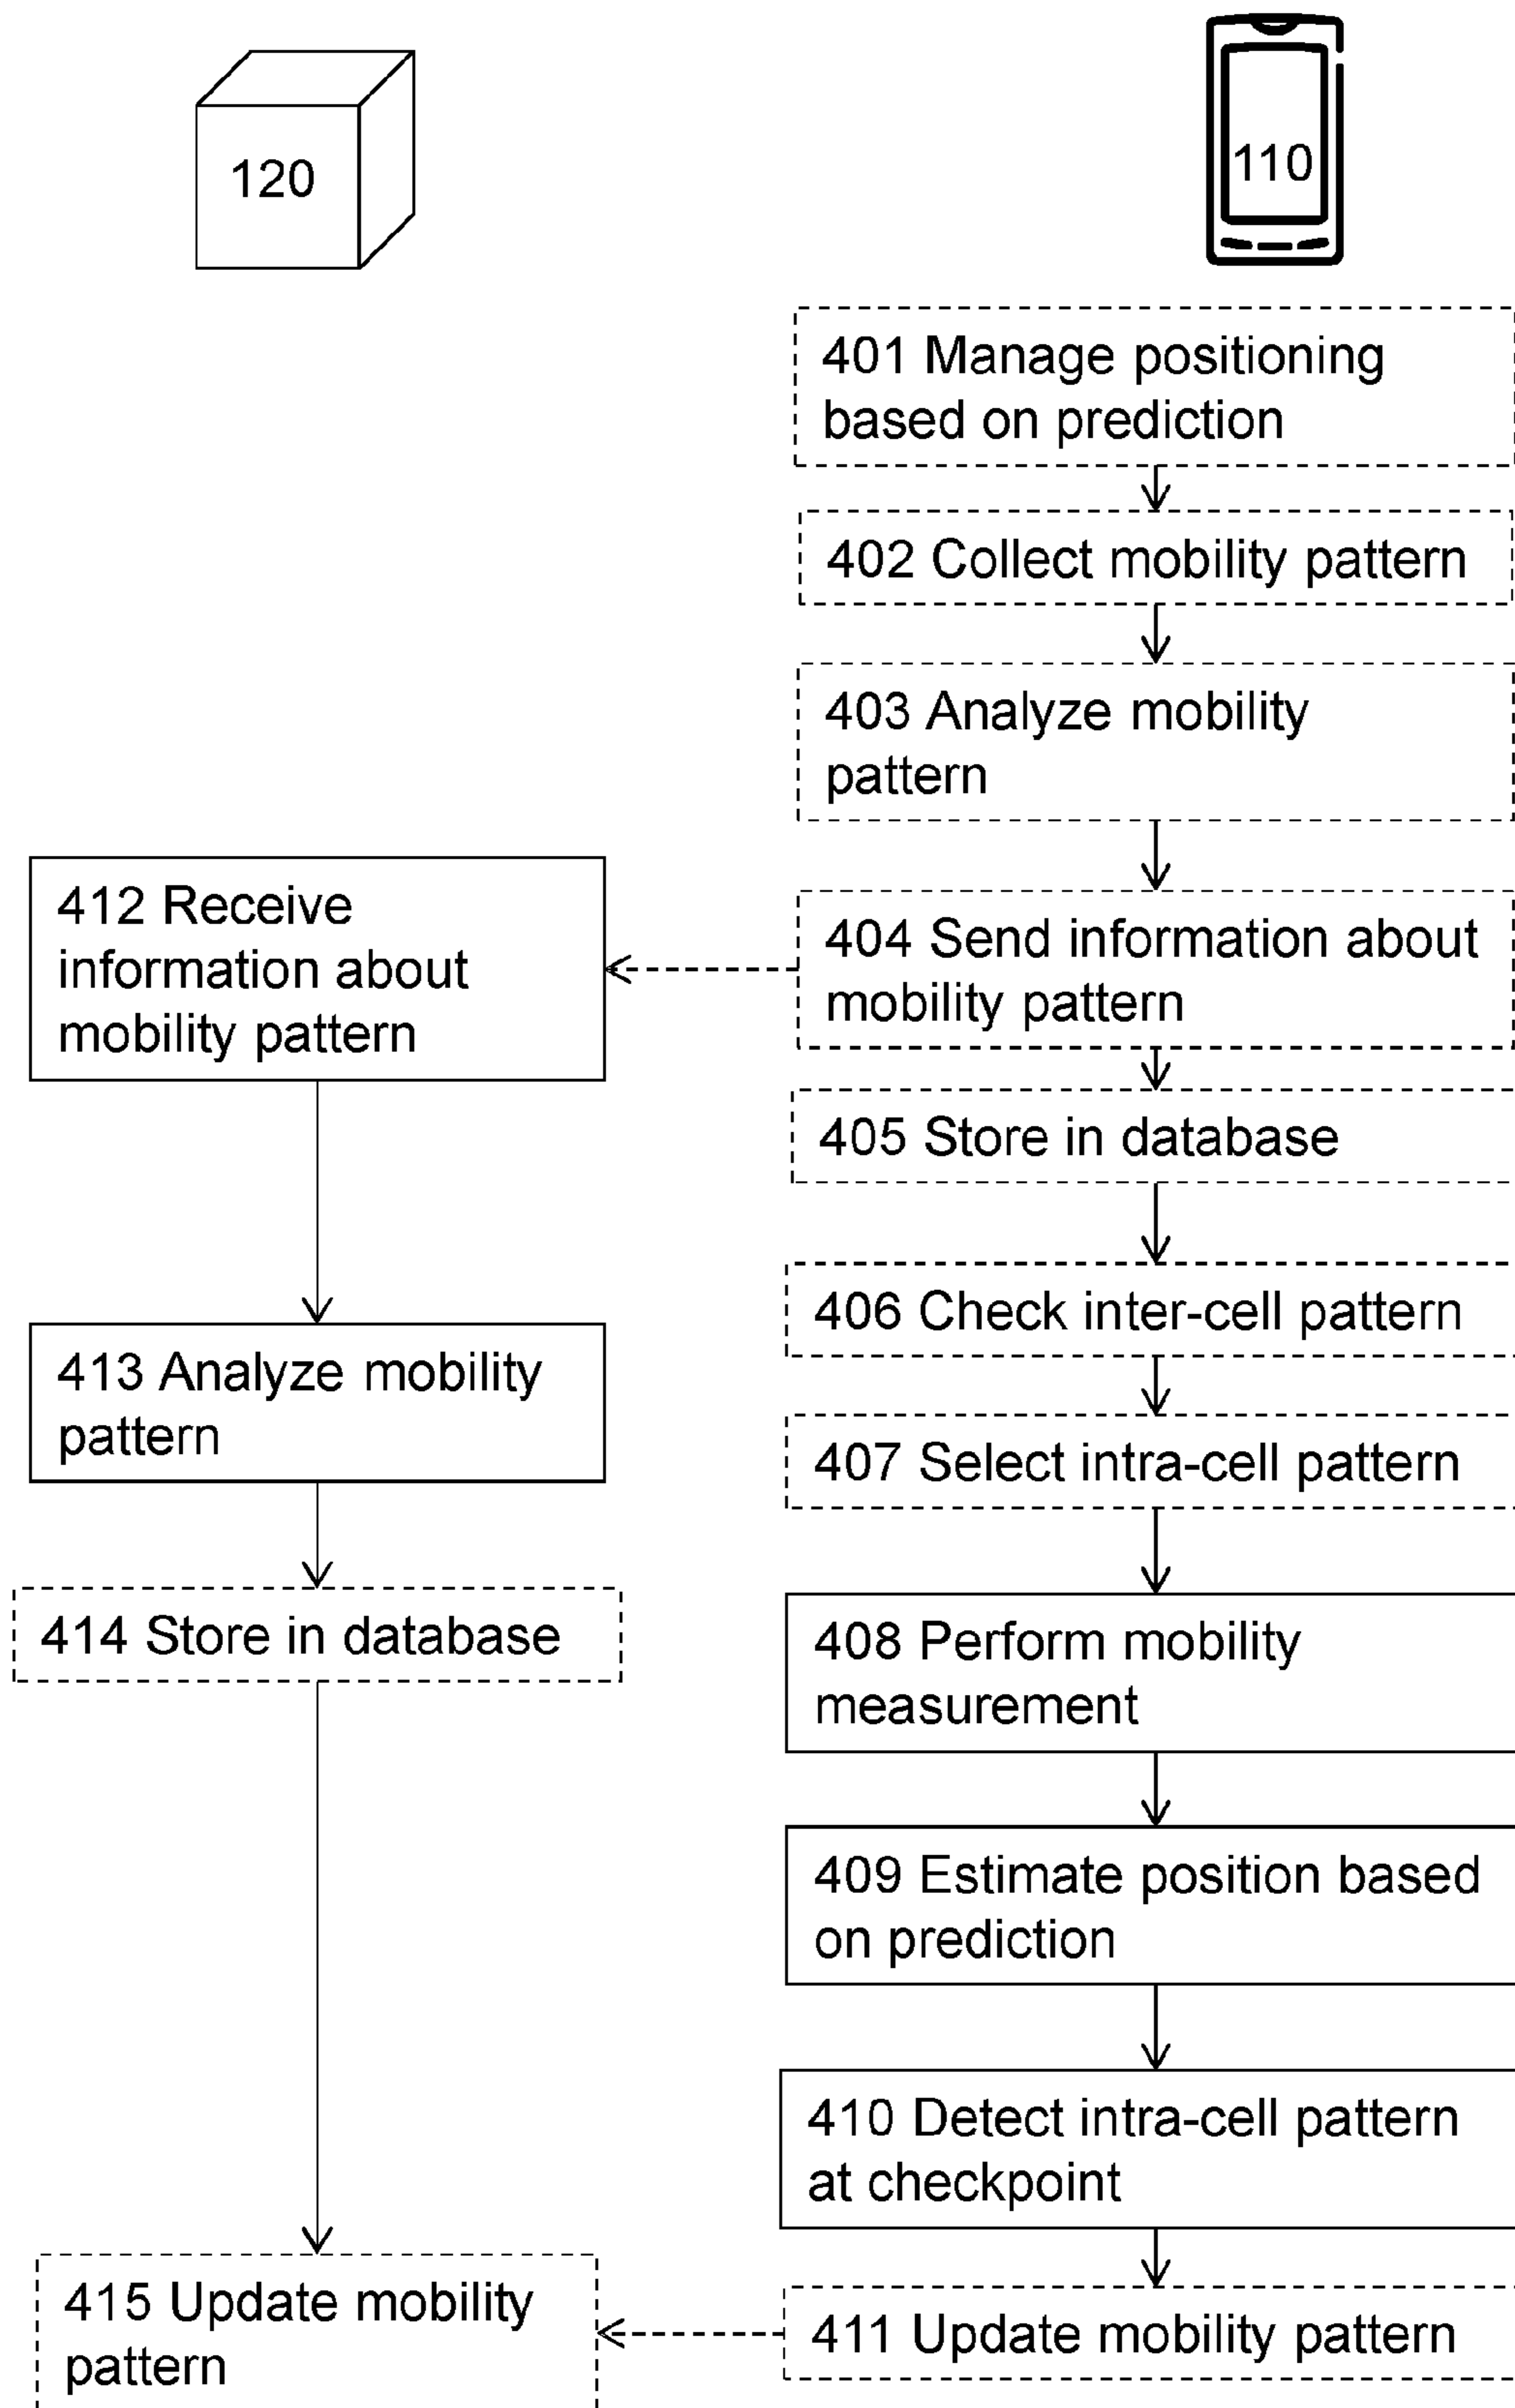 120
110
401 Manage positioning
based on prediction
402 Collect mobility pattern
403 Analyze mobility
pattern
412 Receive
information about
mobility pattern
404 Send information about
mobility pattern
405 Store in database
406 Check inter-cell pattern
413 Analyze mobility
pattern
407 Select intra-cell pattern
414 Store in database
408 Perform mobility
measurement
409 Estimate position based
on prediction
410 Detect intra-cell pattern
at checkpoint
415 Update mobility
pattern
411 Update mobility pattern